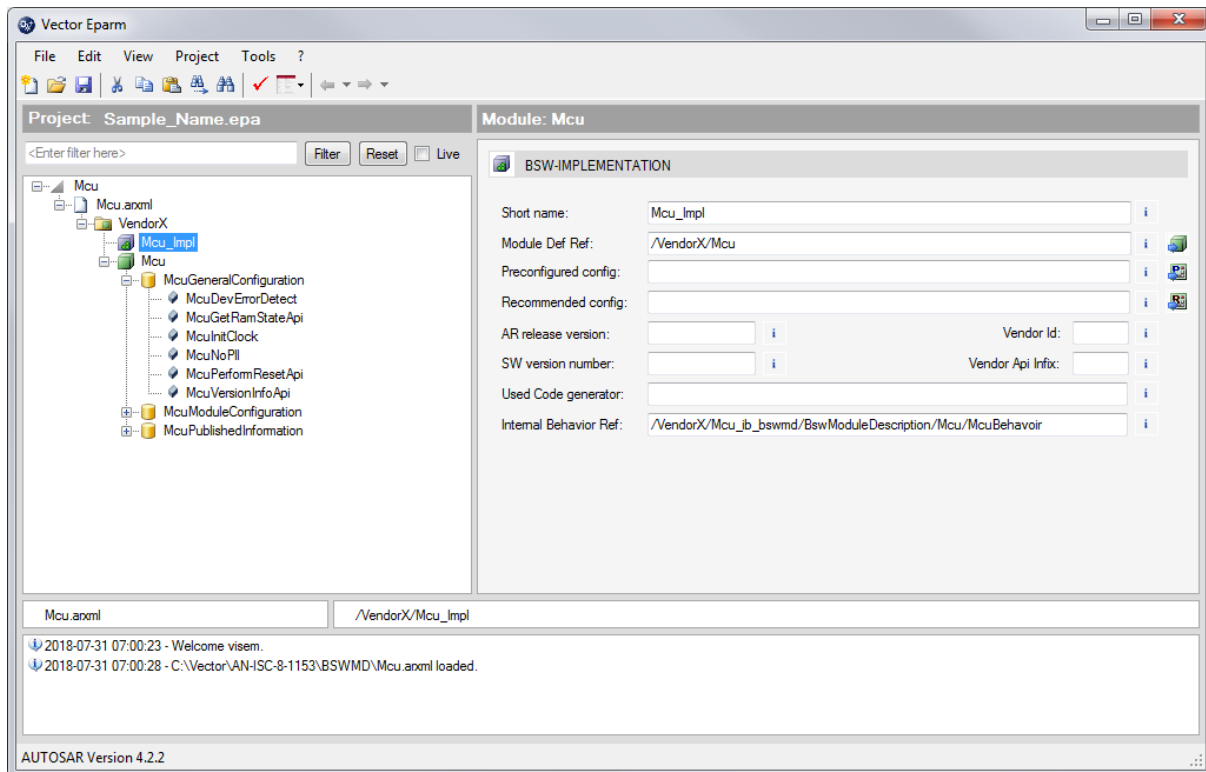 Vector Eparm
File Edit View Project Tools ?
Project: Sample_Name.epa
Module: Mcu
<Enter filter here> Filter Reset Live
Mcu
Mcu.arxml
VendorX
Mcu_Impl
Mcu
McuGeneralConfiguration
McuDevErrorDetect
McuGetRamStateApi
McuInitClock
McuNoPll
McuPerformResetApi
McuVersionInfoApi
McuModuleConfiguration
McuPublishedInformation
BSW-IMPLEMENTATION
Short name: Mcu_Impl
Module Def Ref: /VendorX/Mcu
Preconfigured config:
Recommended config:
AR release version: Vendor Id:
SW version number: Vendor Api Infix:
Used Code generator:
Internal Behavior Ref: /VendorX/Mcu_ib_bswmd/BswModuleDescription/Mcu/McuBehavoir
Mcu.arxml /VendorX/Mcu_Impl
2018-07-31 07:00:23 - Welcome visem.
2018-07-31 07:00:28 - C:\Vector\AN-ISC-8-1153\BSWMD\Mcu.arxml loaded.
AUTOSAR Version 4.2.2